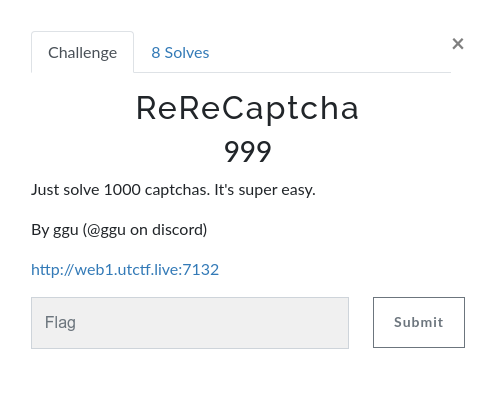 Challenge
8 Solves
×
ReReCaptcha
999
Just solve 1000 captchas. It's super easy.
By ggu (@ggu on discord)
http://web1.utctf.live:7132
Flag
Submit